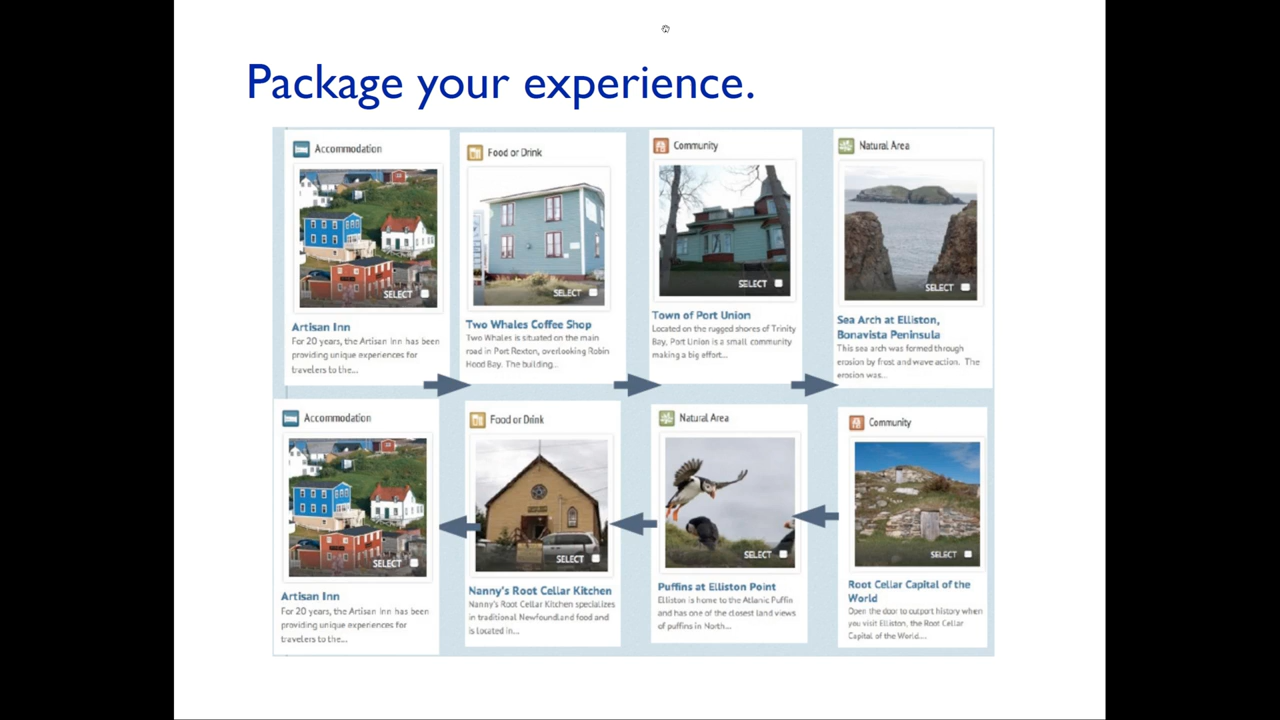 Package your experience.
Accommodation
SELECT
Artisan Inn
For 20 years, the Artisan Inn has been
providing unique experiences for
travelers to the...
Food or Drink
SELECT
Two Whales Coffee Shop
Two Whales is situated on the main
road in Port Rexton, overlooking Robin
Hood Bay. The building...
Community
SELECT
Town of Port Union
Located on the rugged shores of Trinity
Bay, Port Union is a small community
making a big effort...
Natural Area
SELECT
Sea Arch at Elliston,
Bonavista Peninsula
This sea arch was formed through
erosion by frost and wave action. The
erosion was...
Accommodation
SELECT
Artisan Inn
For 20 years, the Artisan Inn has been
providing unique experiences for
travelers to the...
Food or Drink
SELECT
Nanny's Root Cellar Kitchen
Nanny's Root Cellar Kitchen specializes
in traditional Newfoundland food and
is located in...
Natural Area
SELECT
Puffins at Elliston Point
Elliston is home to the Atlanic Puffin
and has one of the closest land views
of puffins in North...
Community
SELECT
Root Cellar Capital of the
World
Open the door to outport history when
you visit Elliston, the Root Cellar
Capital of the World....